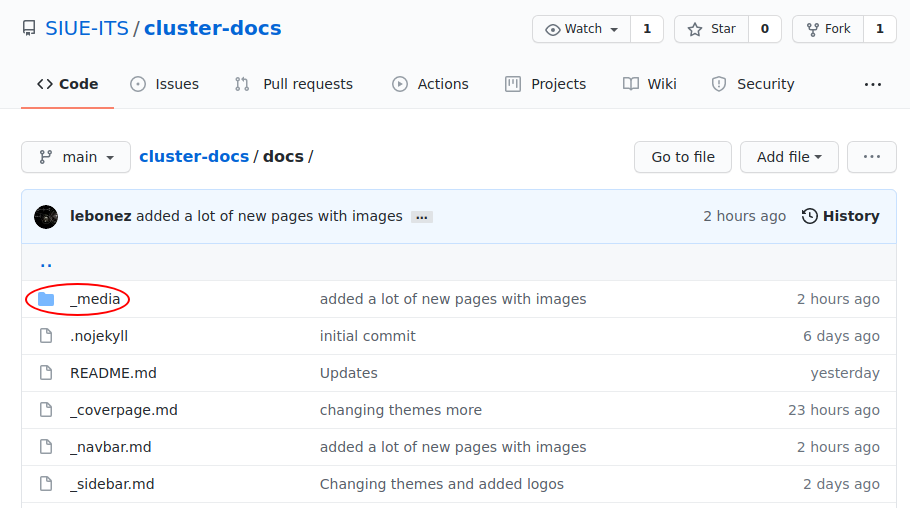 SIUE-ITS / cluster-docs
Watch 1 Star 0 Fork 1
Code Issues Pull requests Actions Projects Wiki Security ...
main cluster-docs / docs / Go to file Add file ...
lebonez added a lot of new pages with images ... 2 hours ago History
..
_media added a lot of new pages with images 2 hours ago
.nojekyll initial commit 6 days ago
README.md Updates yesterday
_coverpage.md changing themes more 23 hours ago
_navbar.md added a lot of new pages with images 2 hours ago
_sidebar.md Changing themes and added logos 2 days ago